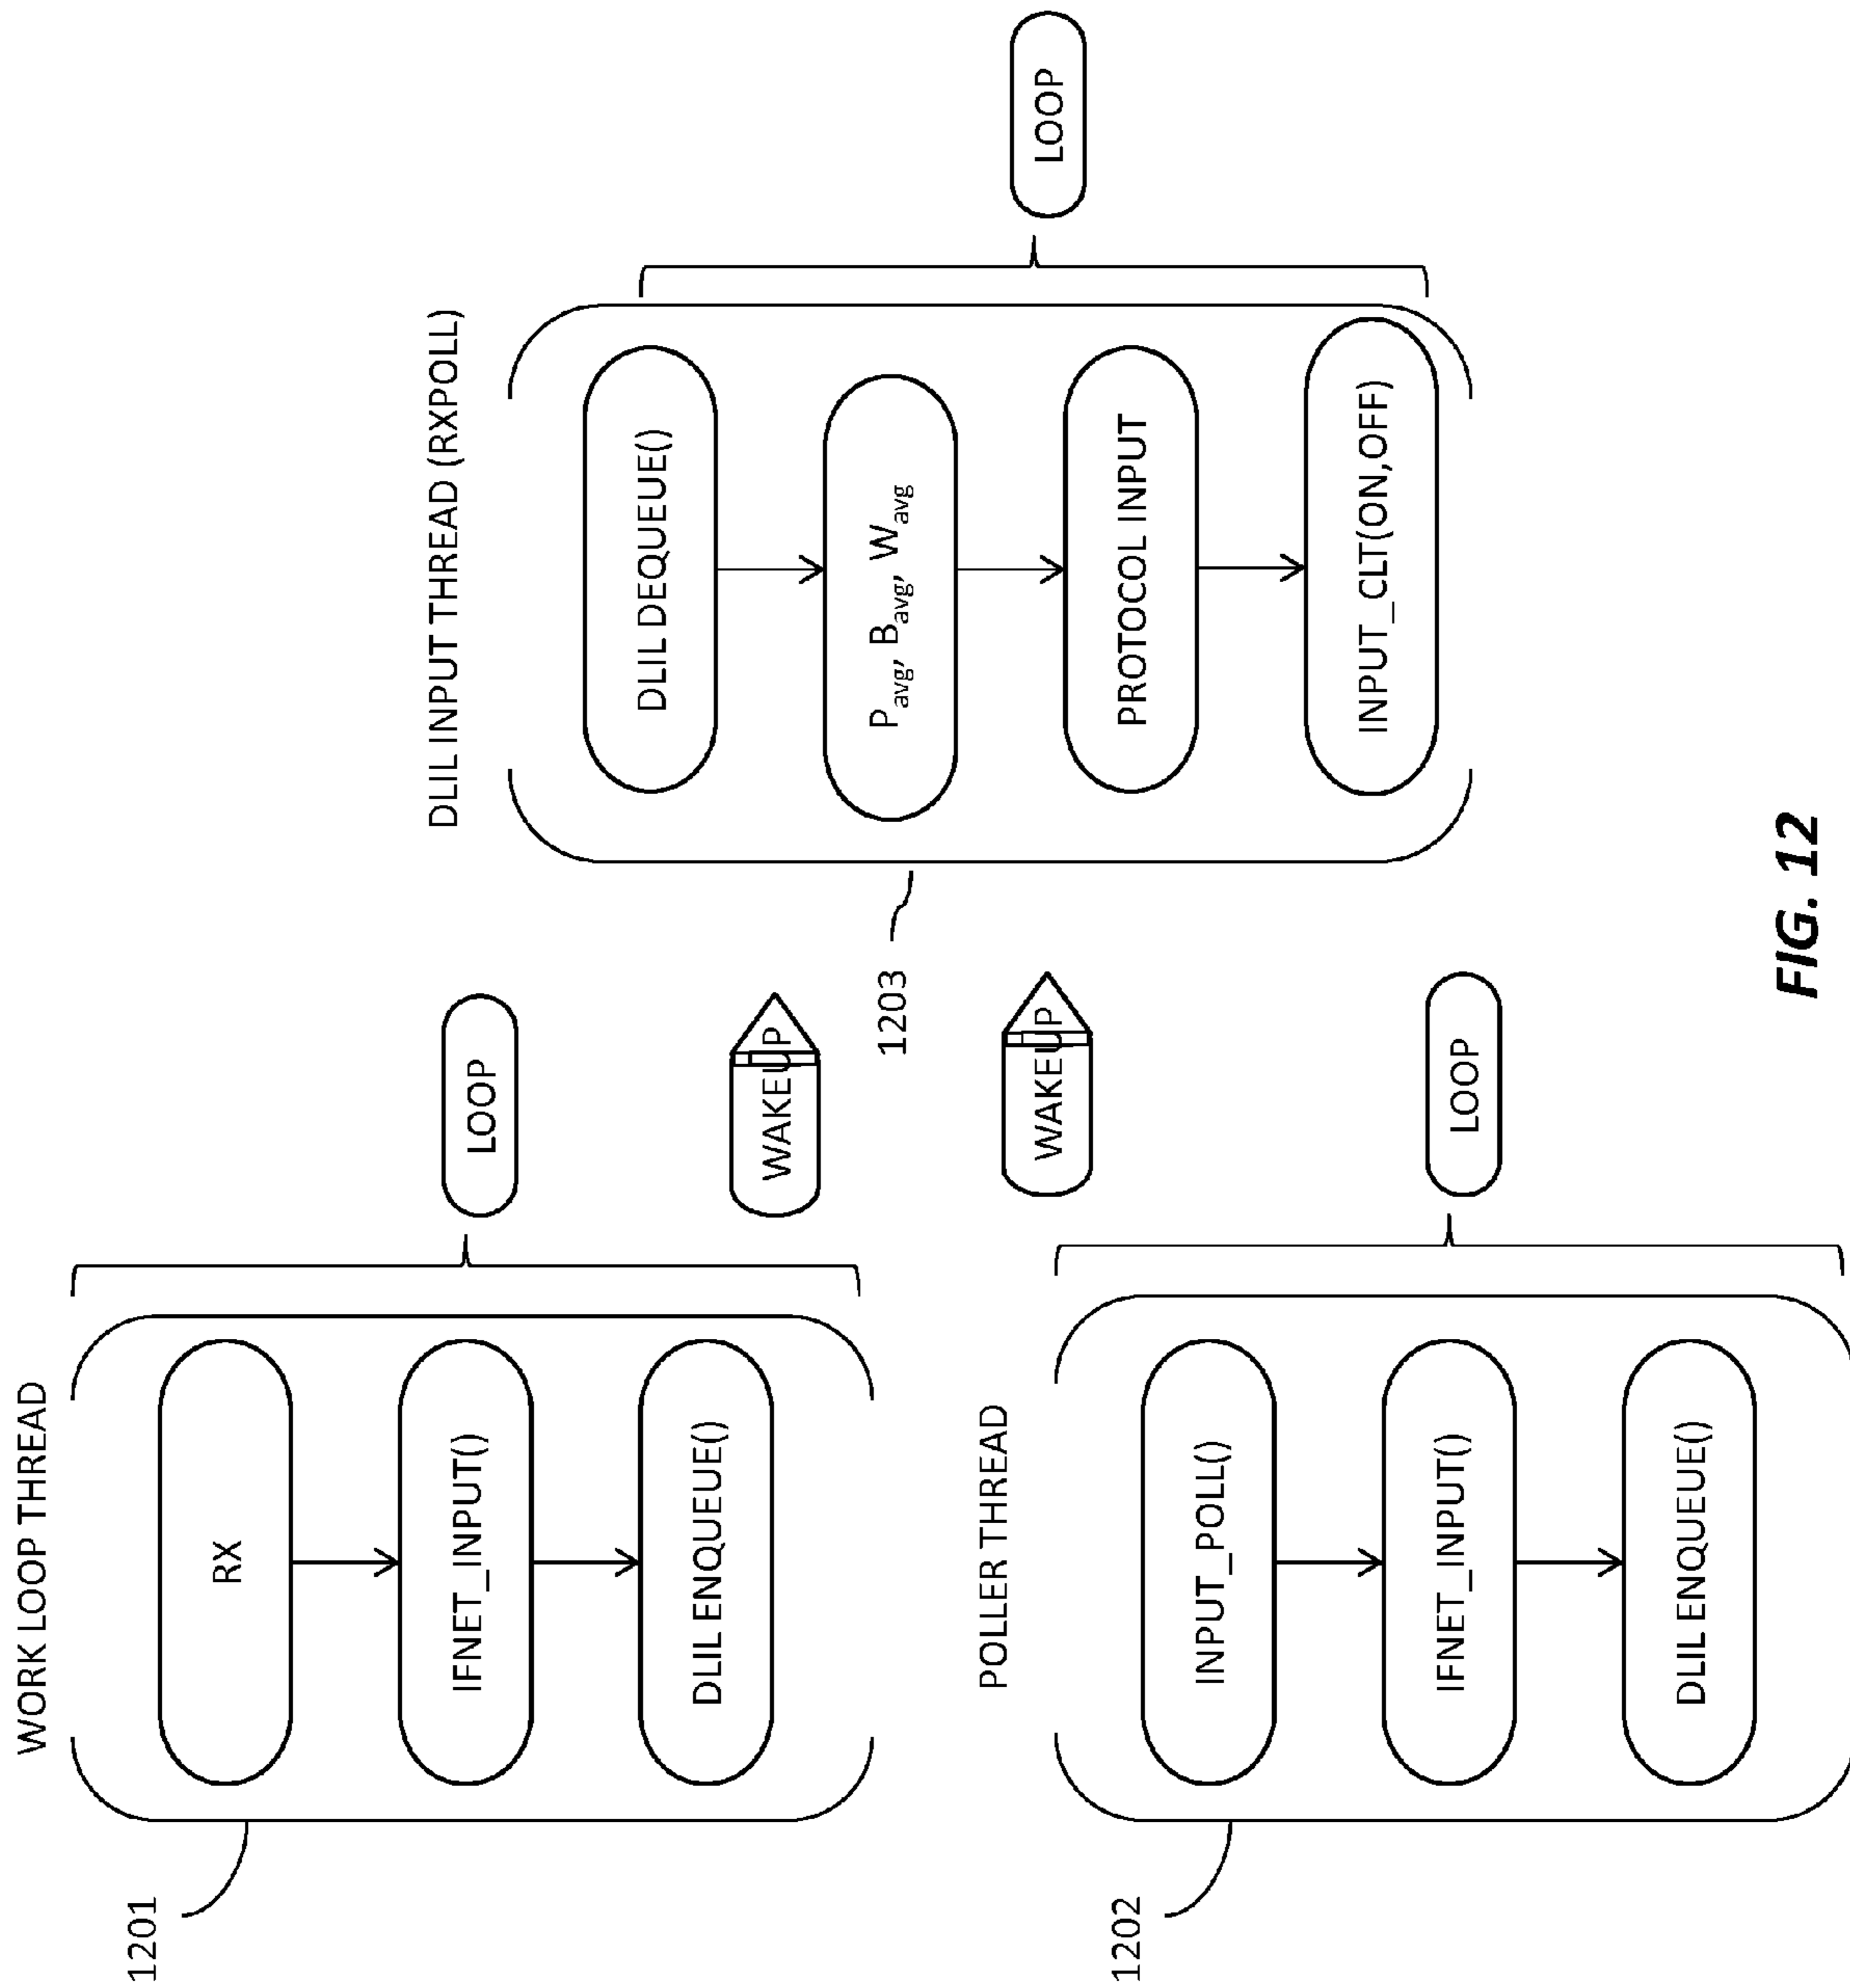 WORK LOOP THREAD
1201
RX
IFNET_INPUT()
DLIL ENQUEUE()
LOOP
WAKEUP
POLLER THREAD
1202
INPUT_POLL()
IFNET_INPUT()
DLIL ENQUEUE()
LOOP
WAKEUP
DLIL INPUT THREAD (RXPOLL)
1203
DLIL DEQUEUE()
Pavg, Bavg, Wavg
PROTOCOL INPUT
INPUT_CLT(ON,OFF)
LOOP
FIG. 12